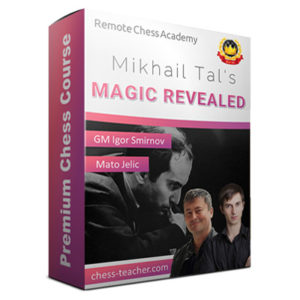 Remote Chess Academy
Mikhail Tal's
MAGIC REVEALED
GM Igor Smirnov
Mato Jelic
chess-teacher.com
Premium Chess Course